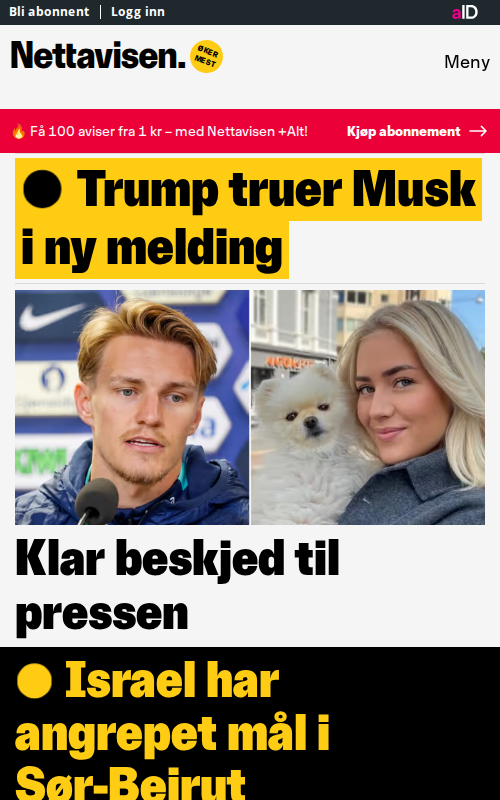 Bli abonnent
Logg inn
aID
Nettavisen.
ØKER
MEST
Meny
Få 100 aviser fra 1 kr – med Nettavisen +Alt!
Kjøp abonnement
Trump truer Musk
i ny melding
Klar beskjed til
pressen
Israel har
angrepet mål i
Sør-Beirut